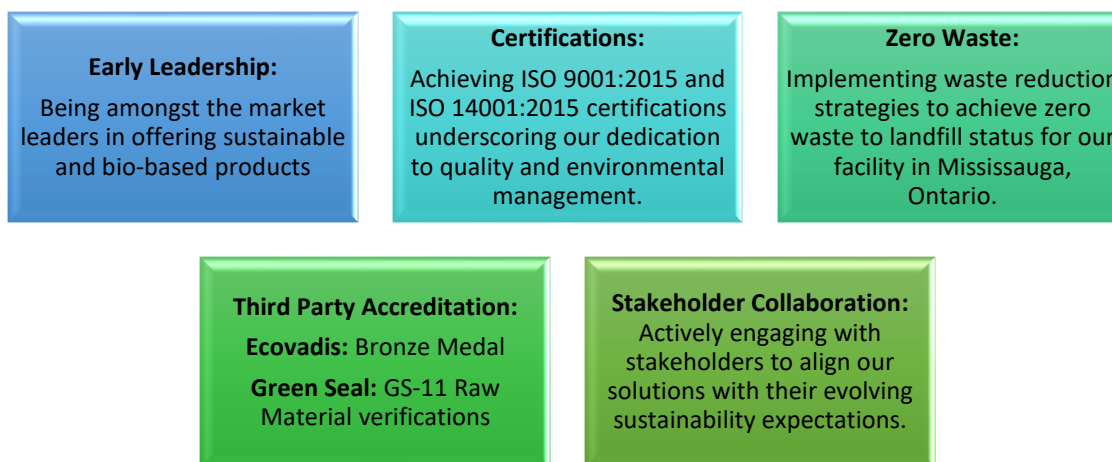 Early Leadership:
Being amongst the market
leaders in offering sustainable
and bio-based products
Certifications:
Achieving ISO 9001:2015 and
ISO 14001:2015 certifications
underscoring our dedication
to quality and environmental
management.
Zero Waste:
Implementing waste reduction
strategies to achieve zero
waste to landfill status for our
facility in Mississauga,
Ontario.
Third Party Accreditation:
Ecovadis: Bronze Medal
Green Seal: GS-11 Raw
Material verifications
Stakeholder Collaboration:
Actively engaging with
stakeholders to align our
solutions with their evolving
sustainability expectations.